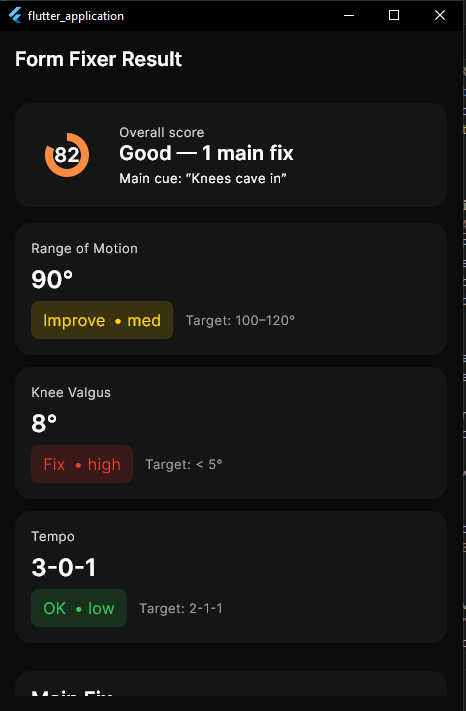 flutter_application
Form Fixer Result
82
Overall score
Good — 1 main fix
Main cue: “Knees cave in”
Range of Motion
90°
Improve • med
Target: 100–120°
Knee Valgus
8°
Fix • high
Target: < 5°
Tempo
3-0-1
OK • low
Target: 2-1-1
Main Fix